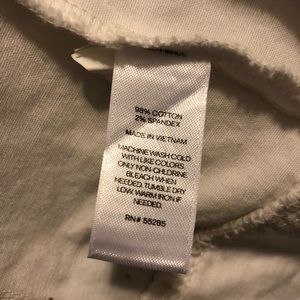 98% COTTON
2% SPANDEX
MADE IN VIETNAM
MACHINE WASH COLD
WITH LIKE COLORS.
ONLY NON-CHLORINE
BLEACH WHEN
NEEDED. TUMBLE DRY
LOW. WARM IRON IF
NEEDED.
RN# 55285